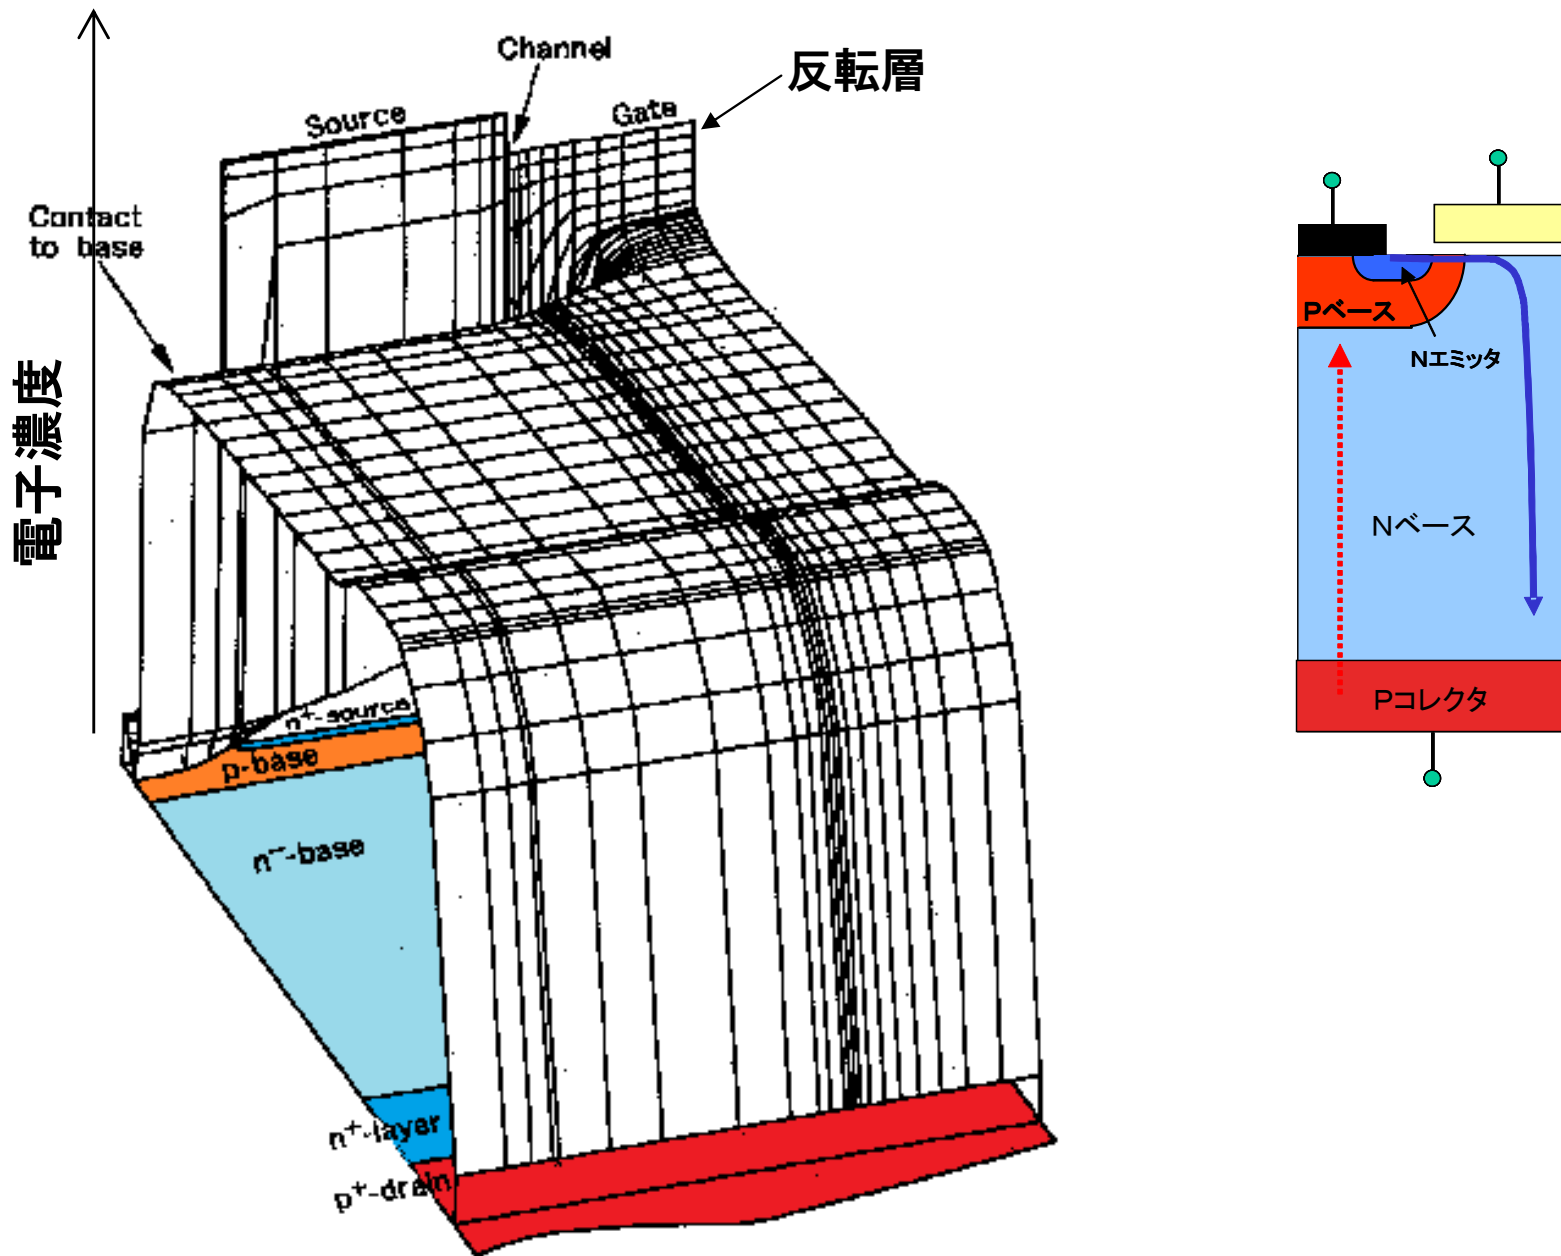 Channel
反転層
Source
Gate
Contact
to base
電子濃度
n⁺-source
p-base
n⁻-base
n⁺-layer
p⁺-drain
Pベース
Nエミッタ
Nベース
Pコレクタ